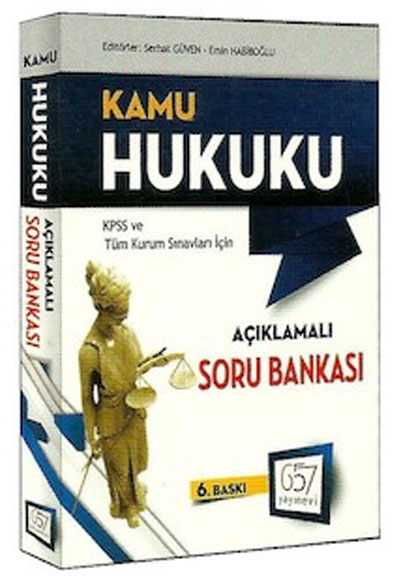 Editörler: Serhat GÜVEN - Emin HABİBOĞLU
KAMU
HUKUKU
KPSS ve
Tüm Kurum Sınavları İçin
AÇIKLAMALI
SORU BANKASI
6. BASKI
657
yayınevi
KAMU
HUKUKU
AÇIKLAMALI
SORU BANKASI
657
yayınevi